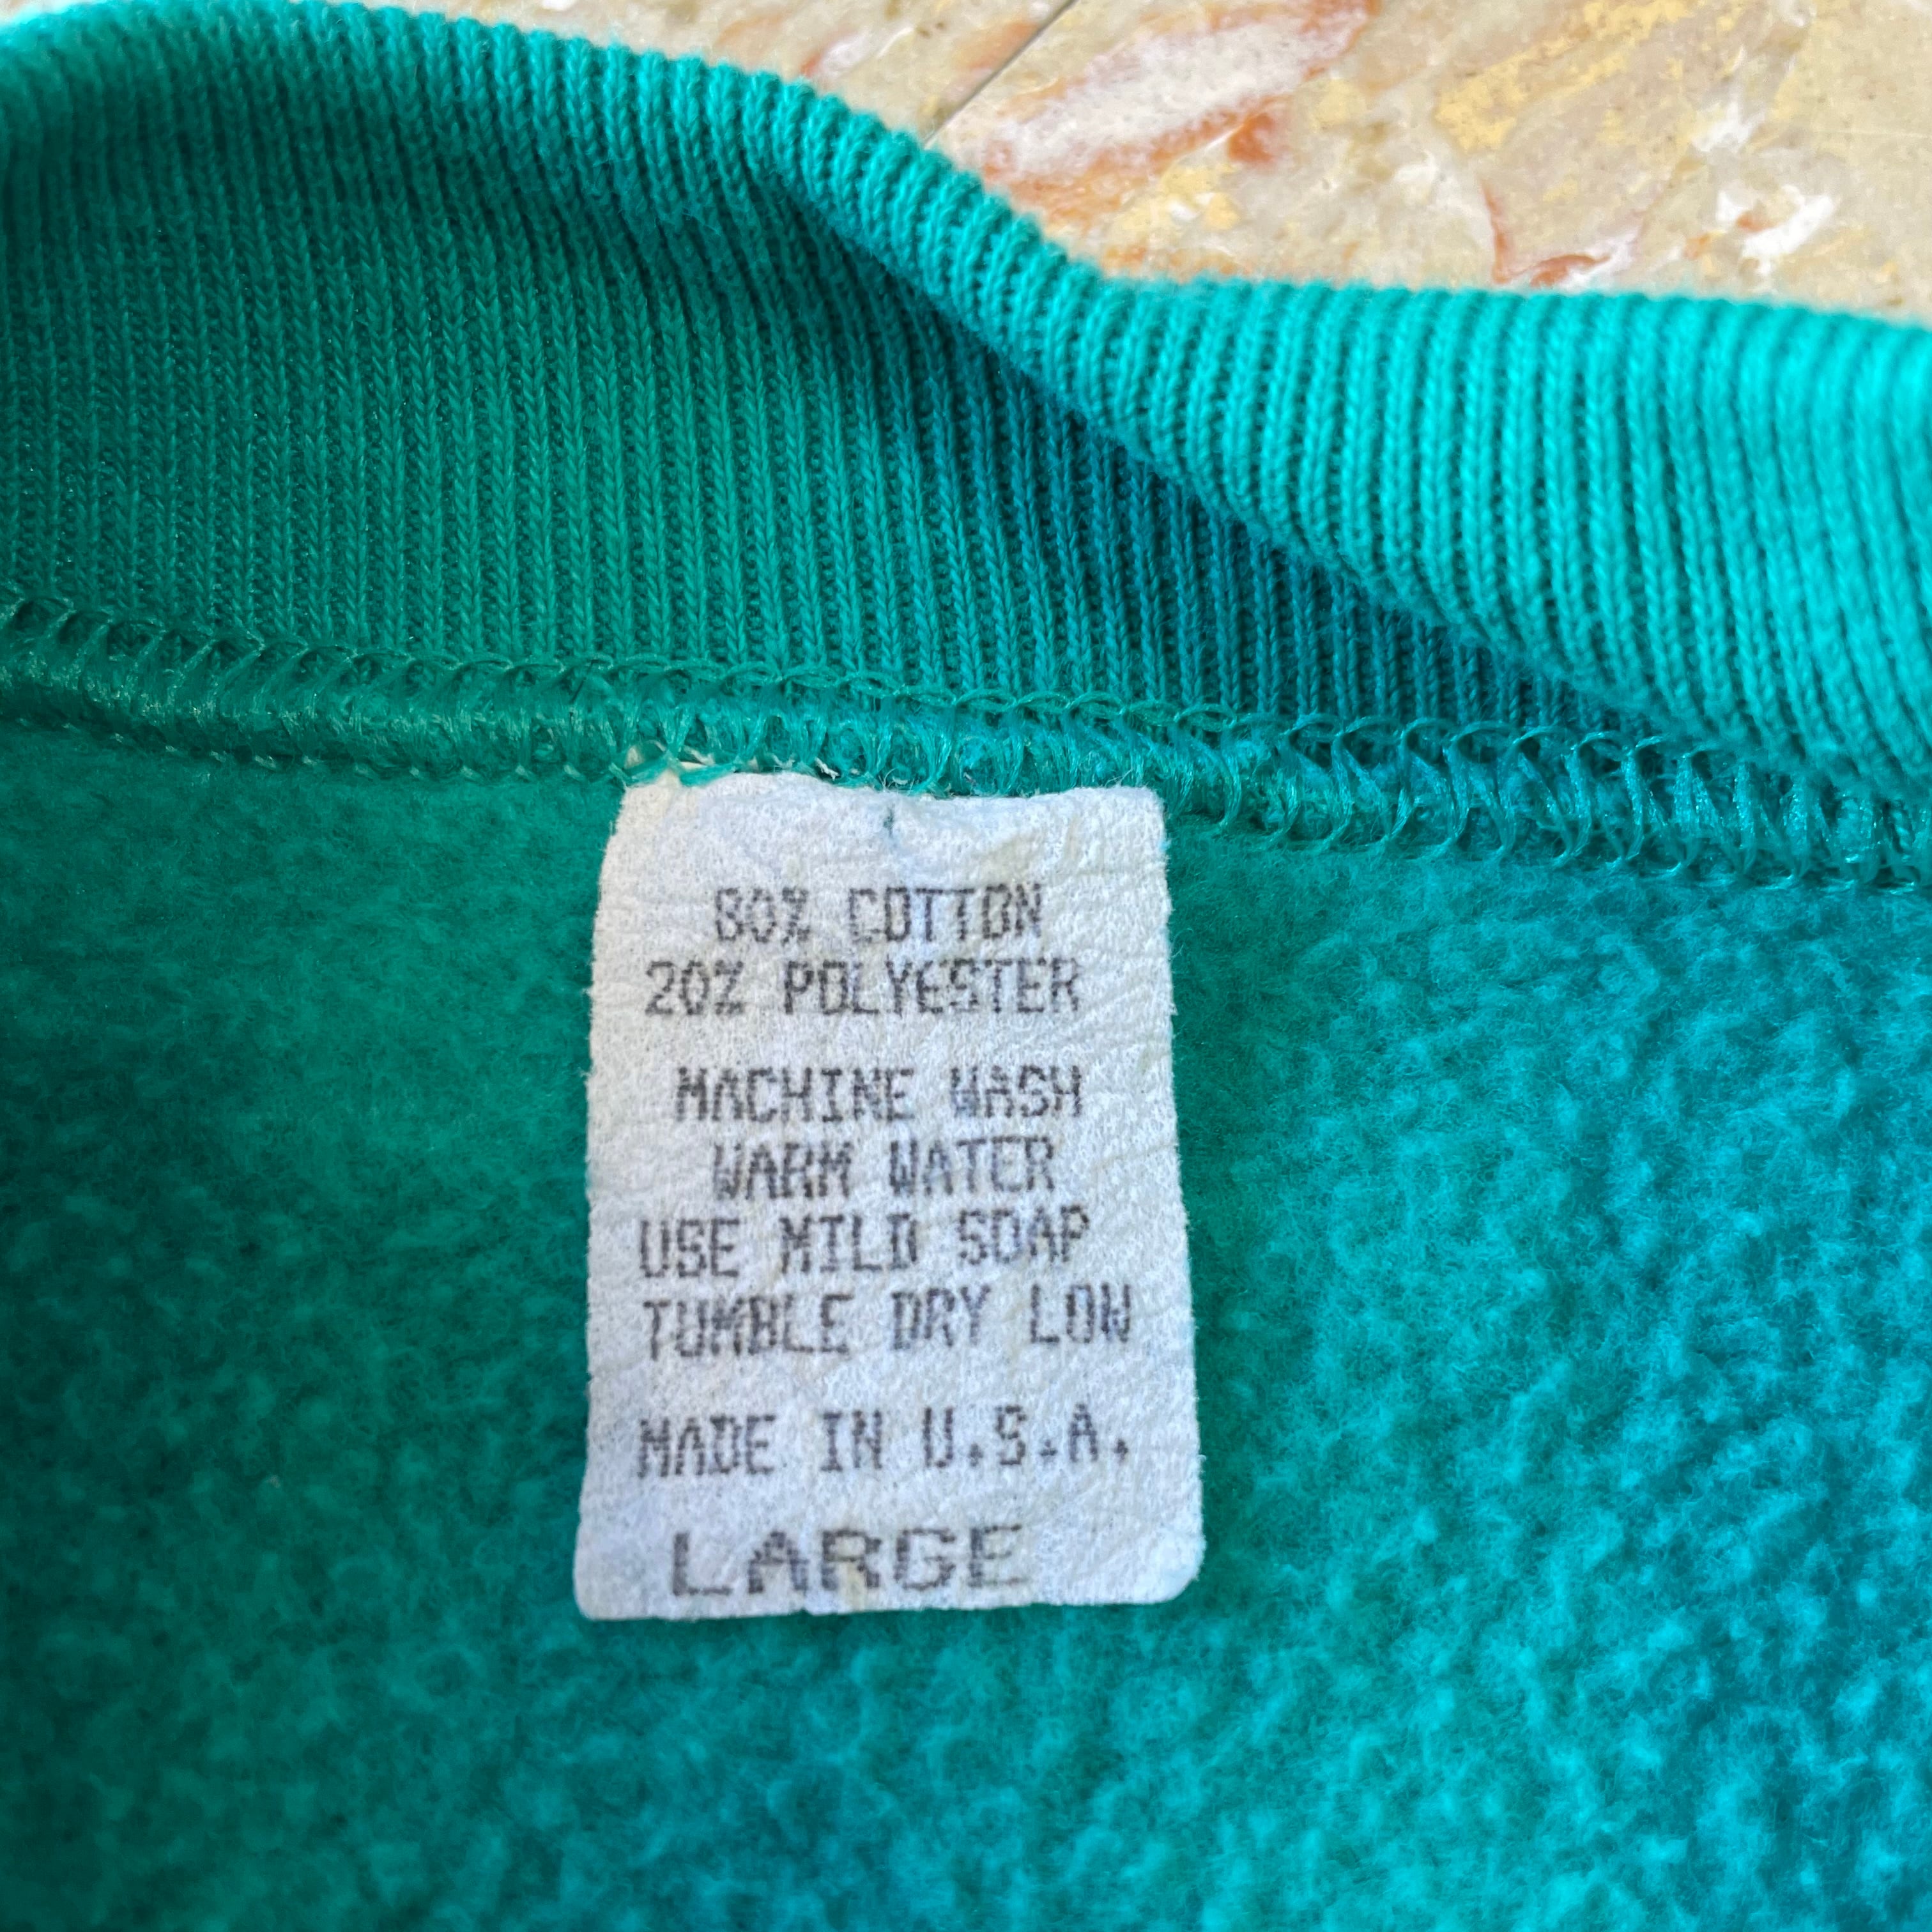 80% COTTON
20% POLYESTER
MACHINE WASH
WARM WATER
USE MILD SOAP
TUMBLE DRY LOW
MADE IN U.S.A.
LARGE